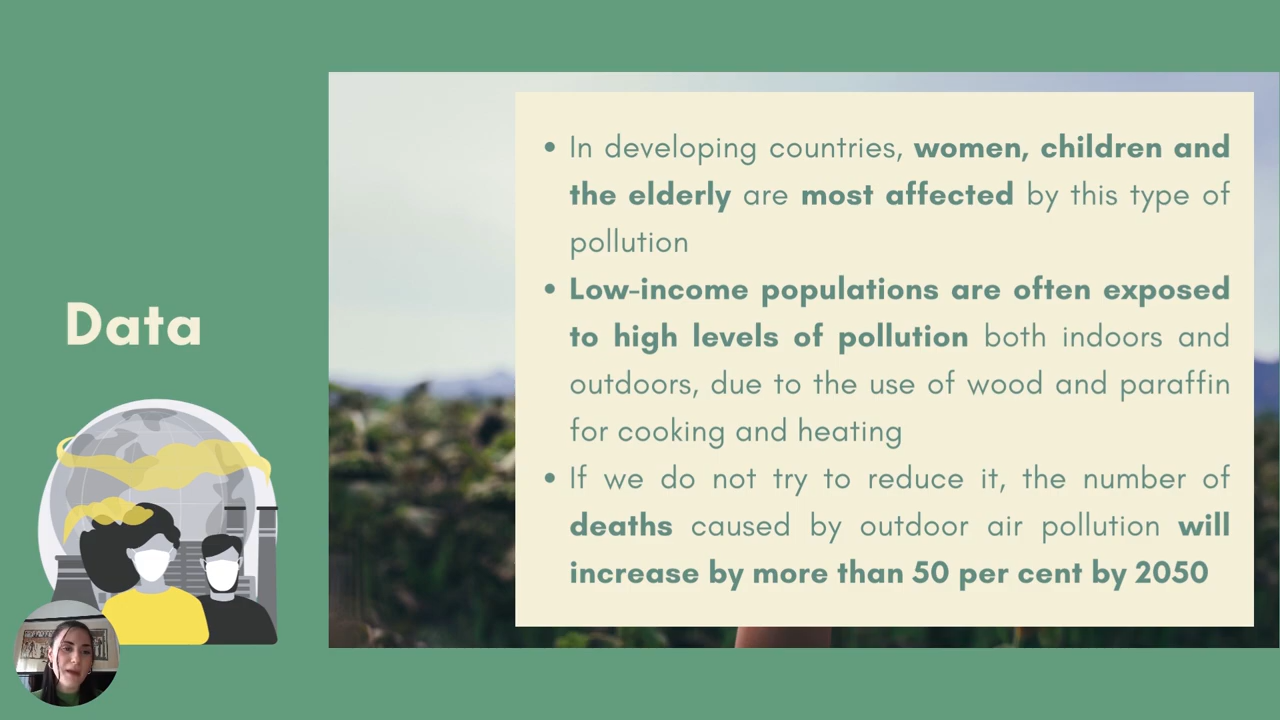 Data
• In developing countries, women, children and
the elderly are most affected by this type of
pollution
• Low-income populations are often exposed
to high levels of pollution both indoors and
outdoors, due to the use of wood and paraffin
for cooking and heating
• If we do not try to reduce it, the number of
deaths caused by outdoor air pollution will
increase by more than 50 per cent by 2050